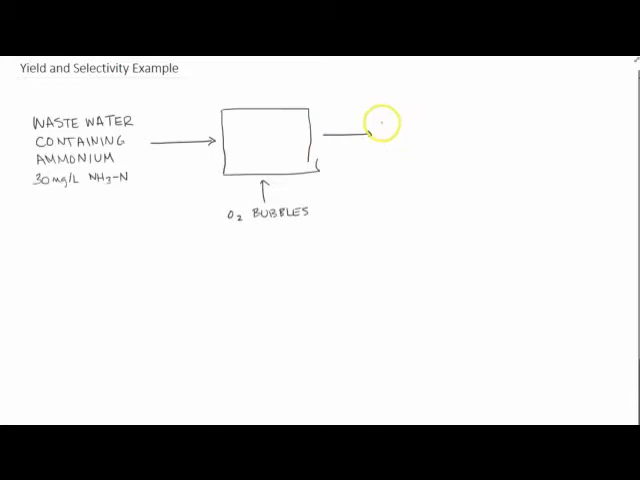 Yield and Selectivity Example
WASTE WATER
CONTAINING
AMMONIUM
30 mg/L NH3-N
O2 BUBBLES